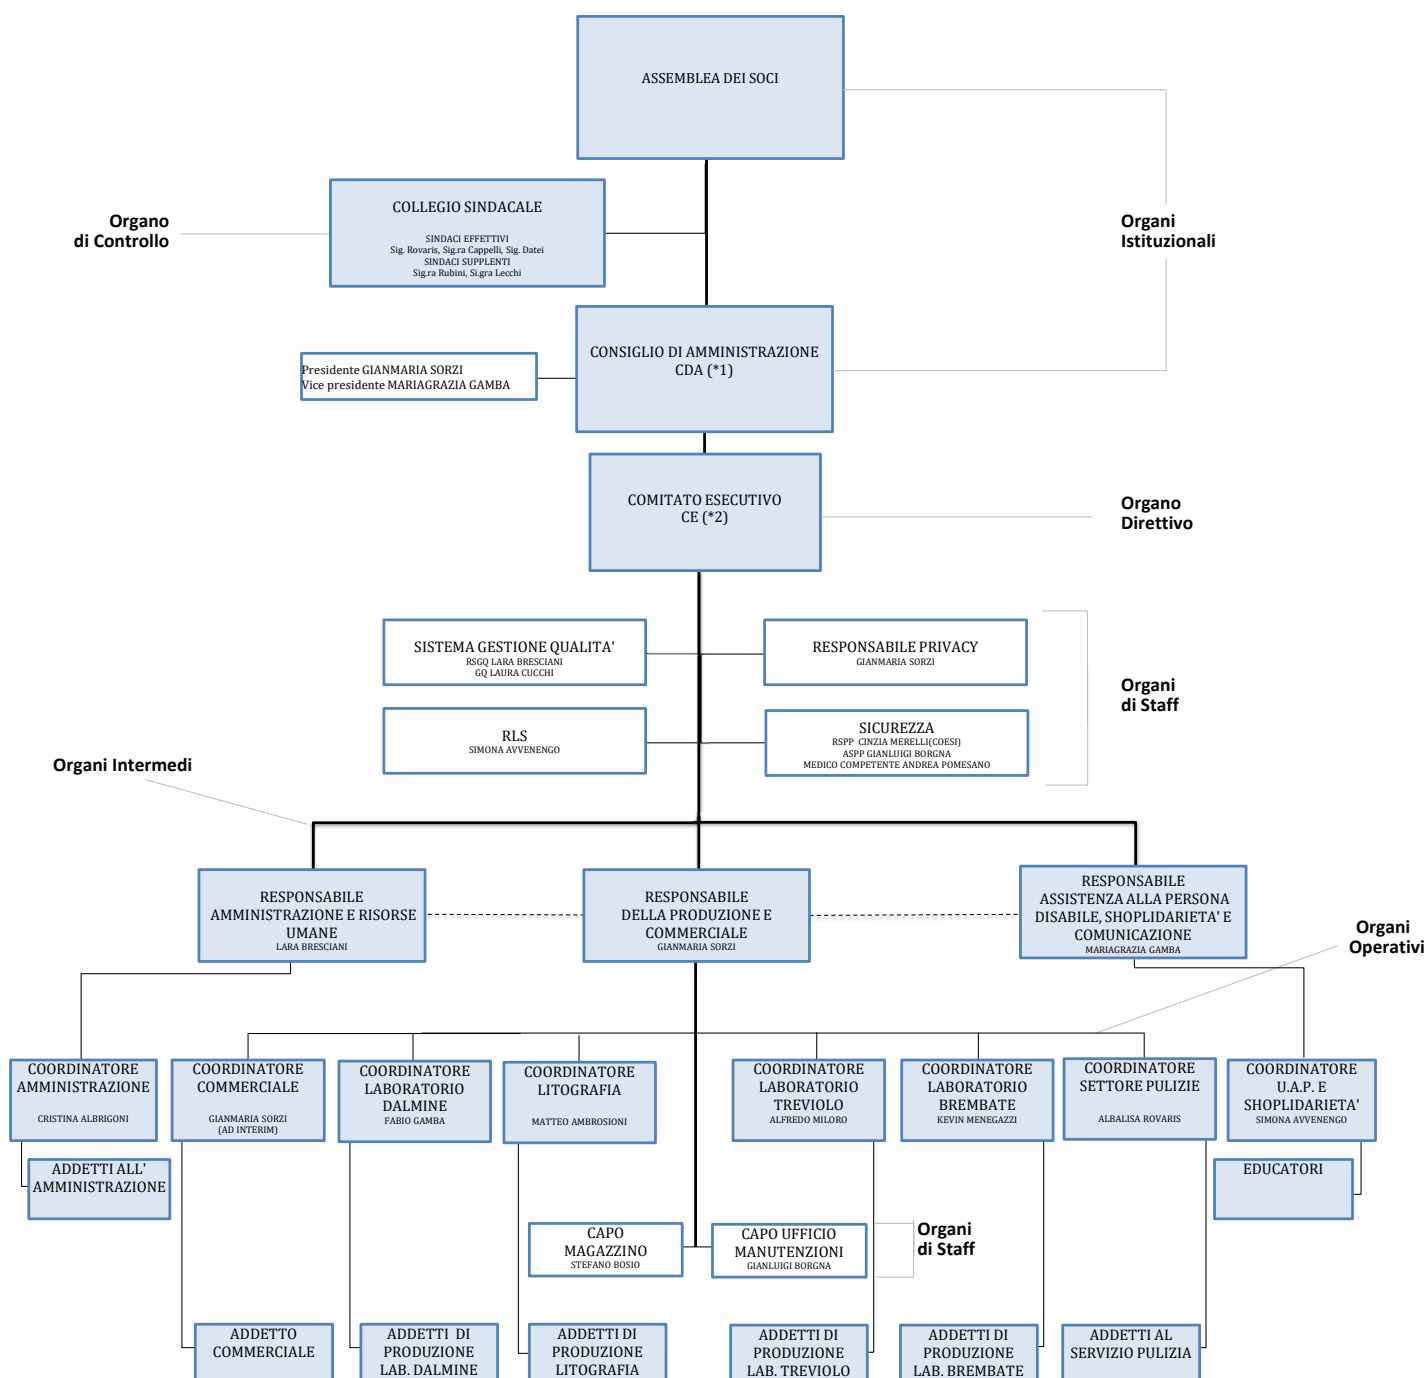 ASSEMBLEA DEI SOCI
COLLEGIO SINDACALE
SINDACI EFFETTIVI
Sig. Rovaris, Sig.ra Cappelli, Sig. Datei
SINDACI SUPPLENTI
Sig.ra Rubini, Si.gra Lecchi
Organo
di Controllo
Organi
Istituzionali
CONSIGLIO DI AMMINISTRAZIONE
CDA (*1)
Presidente GIANMARIA SORZI
Vice presidente MARIAGRAZIA GAMBA
COMITATO ESECUTIVO
CE (*2)
Organo
Direttivo
SISTEMA GESTIONE QUALITA'
RSGQ LARA BRESCIANI
GQ LAURA CUCCHI
RESPONSABILE PRIVACY
GIANMARIA SORZI
RLS
SIMONA AVVENENGO
SICUREZZA
RSPP CINZIA MERELLI(COESI)
ASPP GIANLUIGI BORGNA
MEDICO COMPETENTE ANDREA POMESANO
Organi
di Staff
Organi Intermedi
RESPONSABILE
AMMINISTRAZIONE E RISORSE
UMANE
LARA BRESCIANI
RESPONSABILE
DELLA PRODUZIONE E
COMMERCIALE
GIANMARIA SORZI
RESPONSABILE
ASSISTENZA ALLA PERSONA
DISABILE, SHOPLIDARIETA' E
COMUNICAZIONE
MARIAGRAZIA GAMBA
Organi
Operativi
COORDINATORE
AMMINISTRAZIONE
CRISTINA ALBRIGONI
COORDINATORE
COMMERCIALE
GIANMARIA SORZI
(AD INTERIM)
COORDINATORE
LABORATORIO
DALMINE
FABIO GAMBA
COORDINATORE
LITOGRAFIA
MATTEO AMBROSIONI
COORDINATORE
LABORATORIO
TREVIOLO
ALFREDO MILORO
COORDINATORE
LABORATORIO
BREMBATE
KEVIN MENEGAZZI
COORDINATORE
SETTORE PULIZIE
ALBALISA ROVARIS
COORDINATORE
U.A.P. E
SHOPLIDARIETA'
SIMONA AVVENENGO
ADDETTI ALL'
AMMINISTRAZIONE
EDUCATORI
CAPO
MAGAZZINO
STEFANO BOSIO
CAPO UFFICIO
MANUTENZIONI
GIANLUIGI BORGNA
Organi
di Staff
ADDETTO
COMMERCIALE
ADDETTI DI
PRODUZIONE
LAB. DALMINE
ADDETTI DI
PRODUZIONE
LITOGRAFIA
ADDETTI DI
PRODUZIONE
LAB. TREVIOLO
ADDETTI DI
PRODUZIONE
LAB. BREMBATE
ADDETTI AL
SERVIZIO PULIZIA